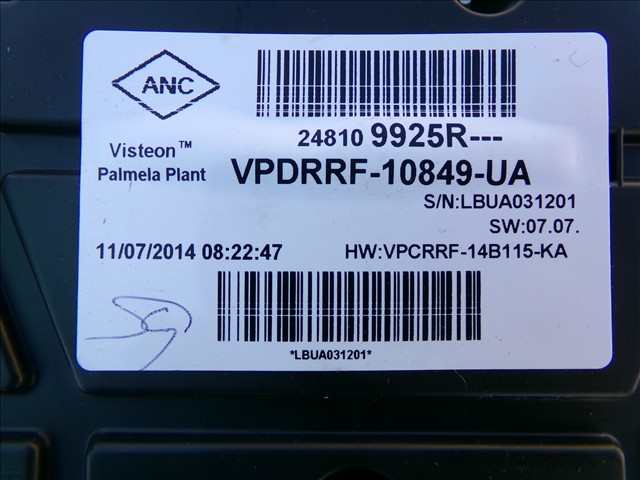 ANC
24810 9925R---
Visteon™
Palmela Plant
VPDRRF-10849-UA
S/N:LBUA031201
SW:07.07.
11/07/2014 08:22:47
HW:VPCRRF-14B115-KA
*LBUA031201*